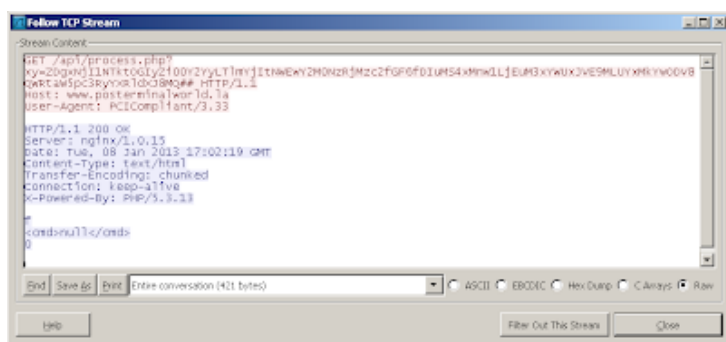 Follow TCP Stream
Stream Content
GET /api/process.php?
HTTP/1.1
Host: www.posterminalworld.la
User-Agent: PCICompliant/3.33
HTTP/1.1 200 OK
Server: nginx/1.0.15
Date: Tue, 08 Jan 2013 17:02:19 GMT
Content-Type: text/html
Transfer-Encoding: chunked
Connection: keep-alive
X-Powered-By: PHP/5.3.13
f
<cmd>null</cmd>
0
Find Save As Print Entire conversation (421 bytes) ASCII EBCDIC Hex Dump C Arrays Raw
Help Filter Out This Stream Close